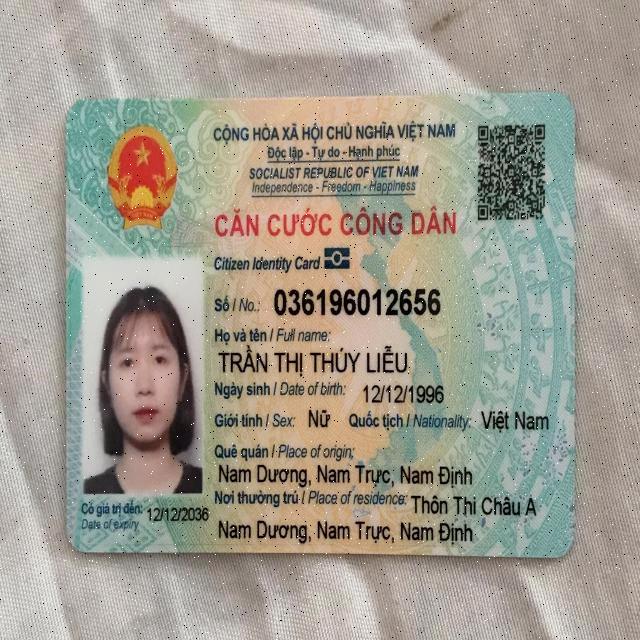 CỘNG HÒA XÃ HỘI CHỦ NGHĨA VIỆT NAM
Độc lập - Tự do - Hạnh phúc
SOCIALIST REPUBLIC OF VIET NAM
Independence - Freedom - Happiness
CĂN CƯỚC CÔNG DÂN
Citizen Identity Card
Số / No.: 036196012656
Họ và tên / Full name:
TRẦN THỊ THÚY LIỄU
Ngày sinh / Date of birth: 12/12/1996
Giới tính / Sex: Nữ Quốc tịch / Nationality: Việt Nam
Quê quán / Place of origin:
Nam Dương, Nam Trực, Nam Định
Nơi thường trú / Place of residence: Thôn Thi Châu A
Nam Dương, Nam Trực, Nam Định
Có giá trị đến: 12/12/2036
Date of expiry